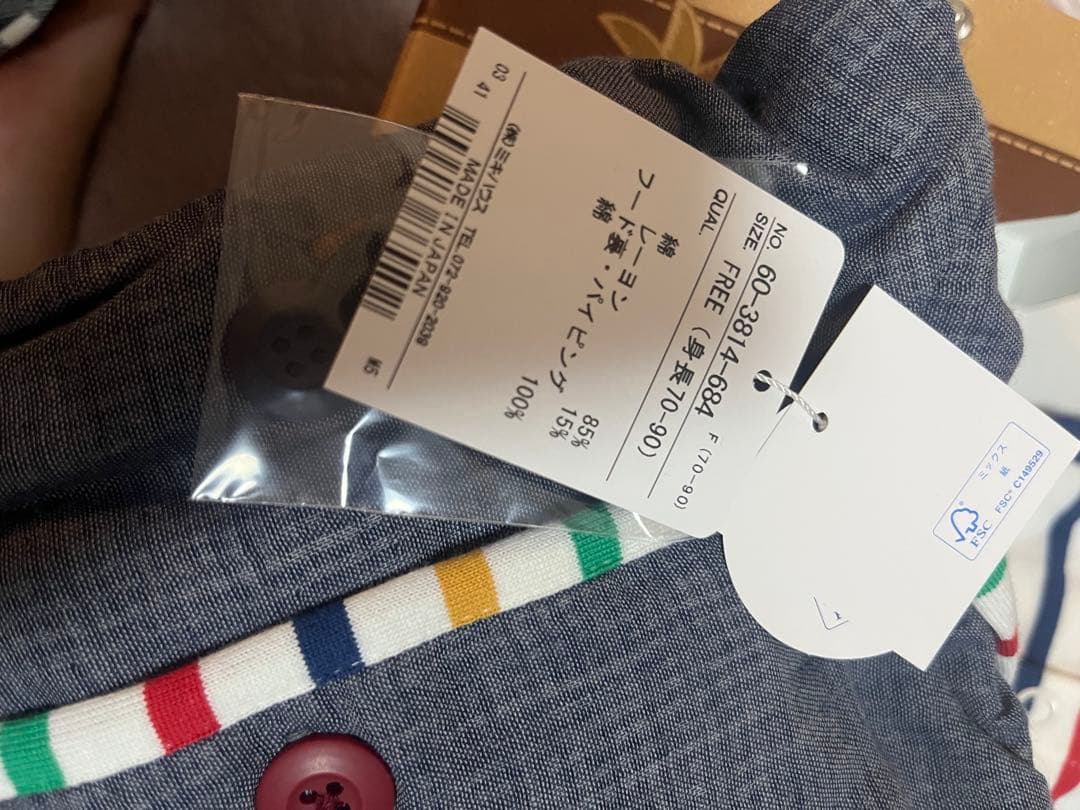 NO. 60-3814-684 F(70-90)
SIZE FREE (身長70-90)
QUAL
綿 85%
レーヨン 15%
フード裏・パイピング
綿 100%
(株)ミキハウス TEL.072-920-2039
MADE IN JAPAN
03 41
ミックス
紙
FSC® C149529
FSC